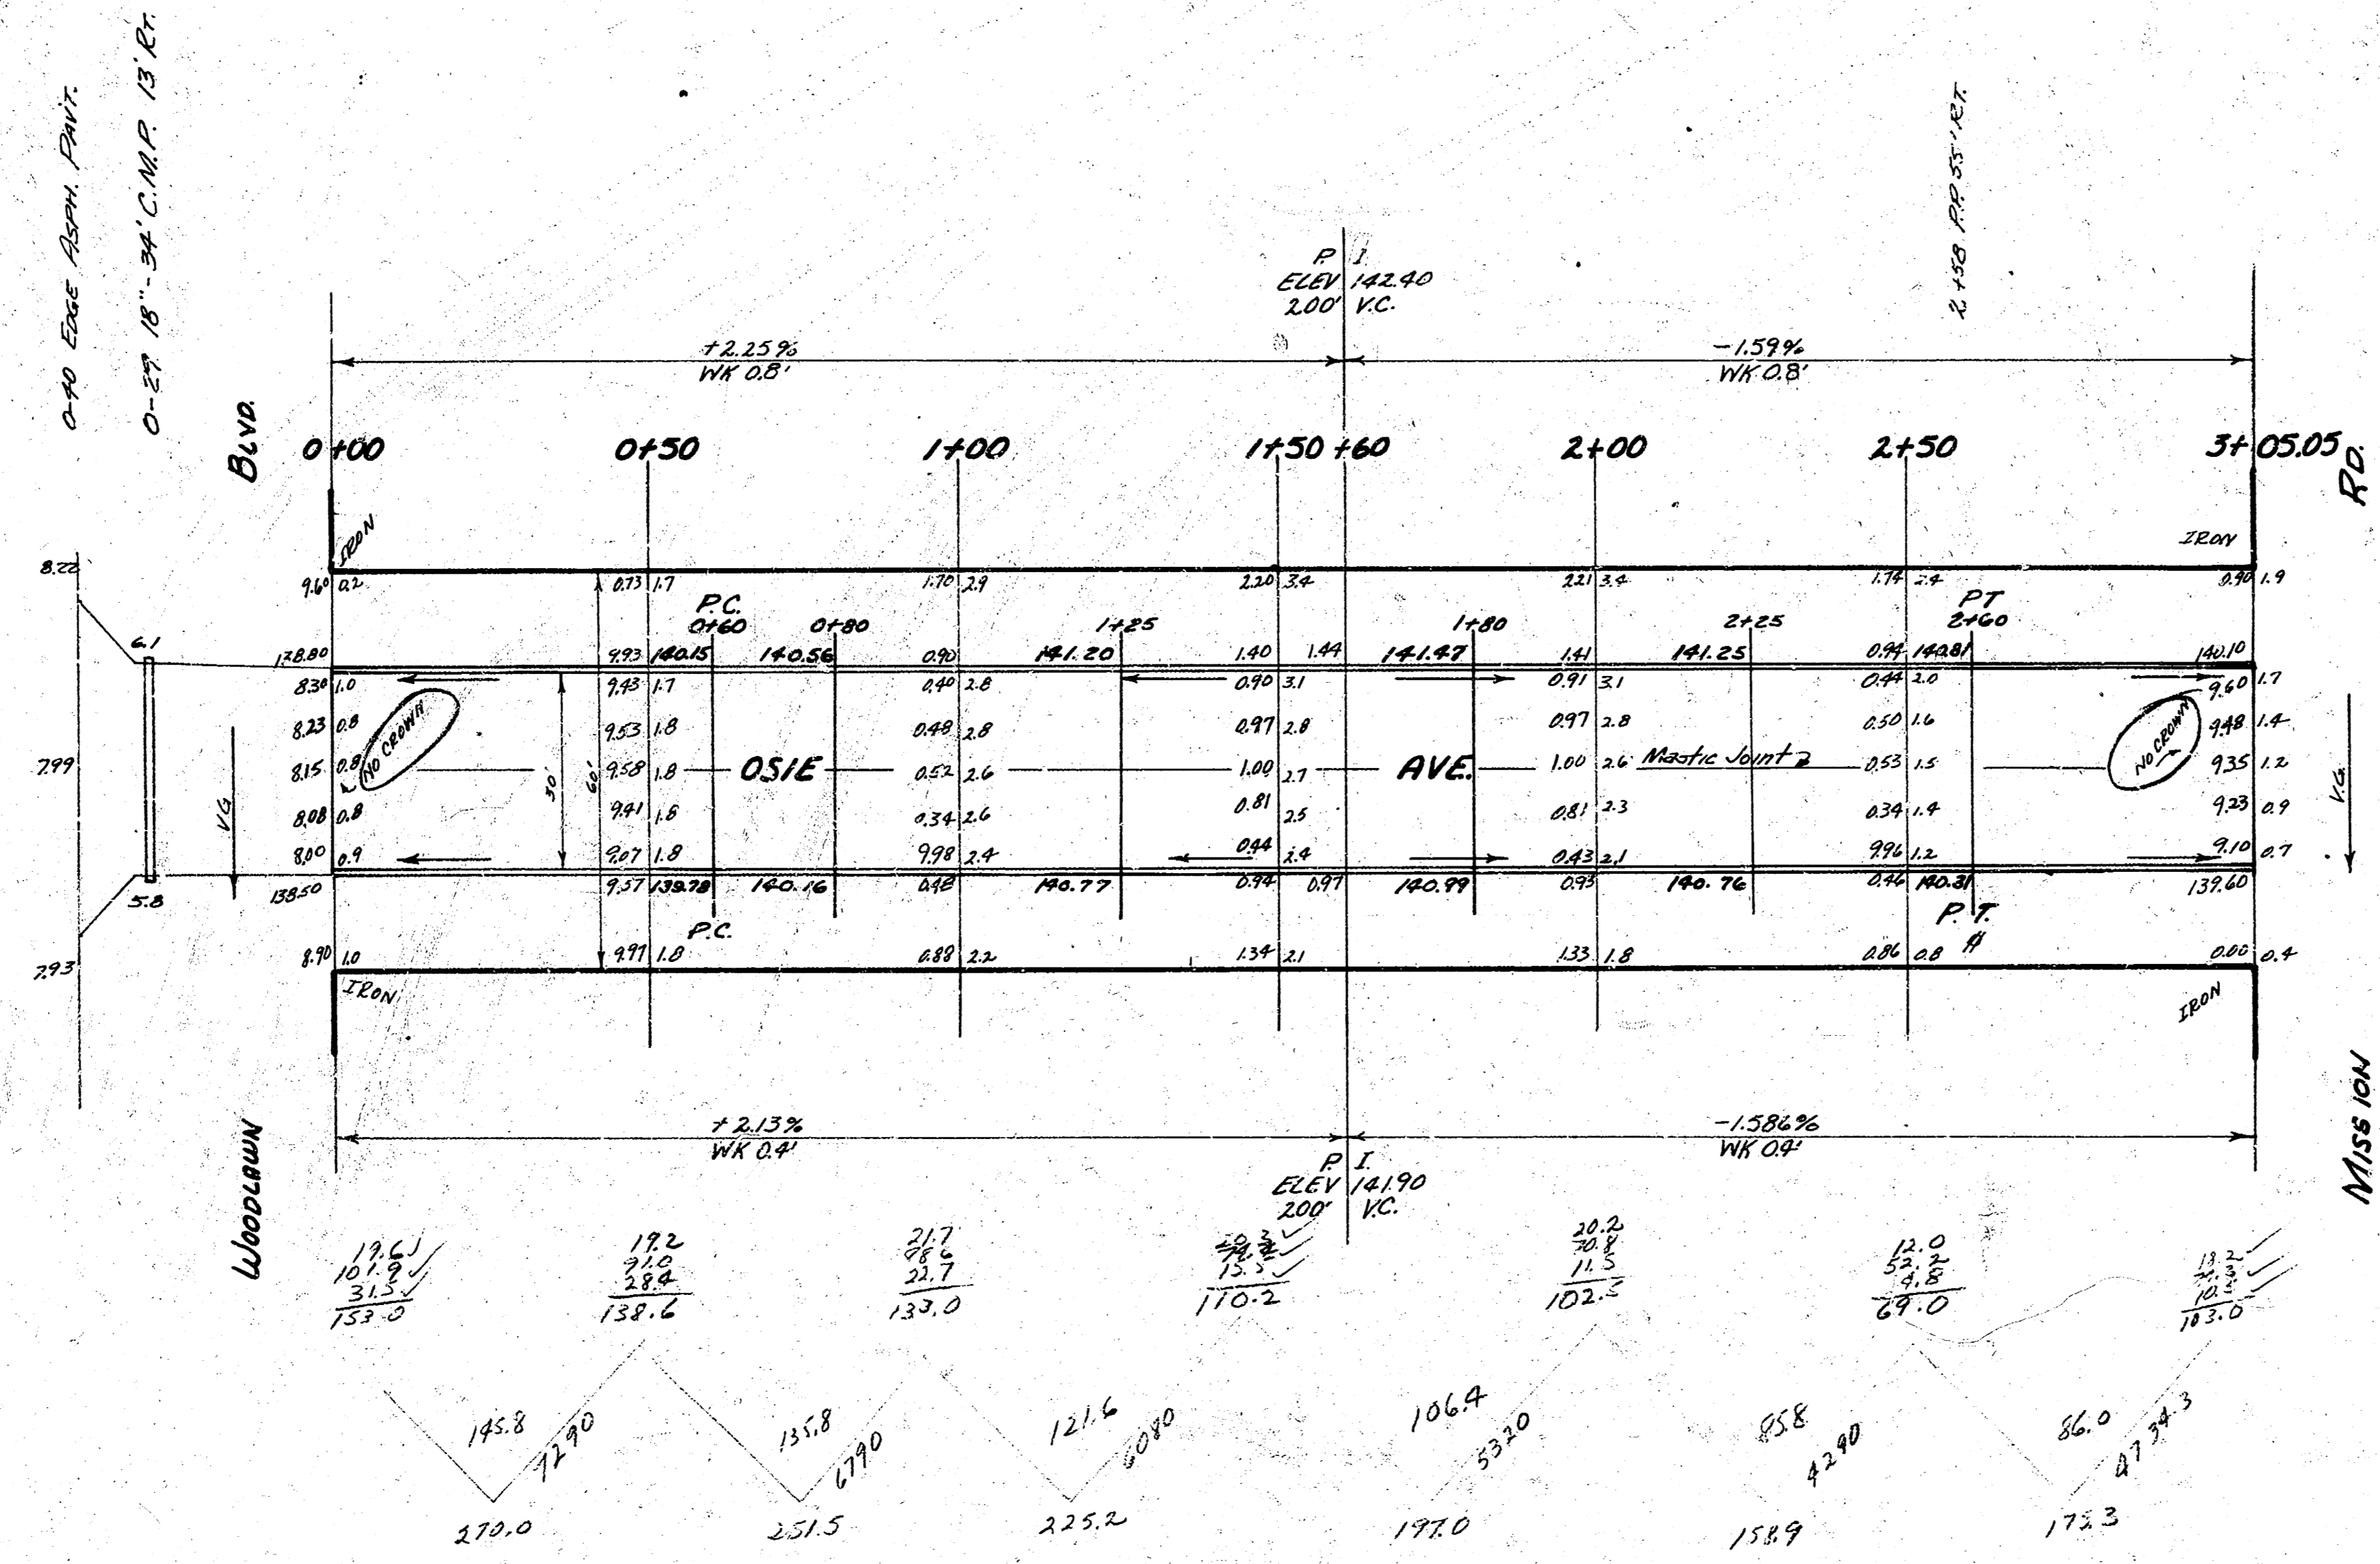 0-40 EDGE ASPH. PAV'T.
0-29 18"-34' C.M.P. 13' RT.
2+58 P.P. 55' RT.
P. I.
ELEV 142.40
200' V.C.
+2.25%
WK 0.8'
-1.59%
WK 0.8'
BLVD.
0+00 0+50 1+00 1+50 +60 2+00 2+50 3+05.05
RD.
IRON IRON
8.22
9.60 0.2 0.73 1.7 1.70 2.9 2.20 3.4 2.21 3.4 1.74 2.4 0.90 1.9
P.C. PT
0+60 0+80 1+25 1+80 2+25 2+60
6.1
138.80 9.93 140.15 140.56 0.90 141.20 1.40 1.44 141.47 1.41 141.25 0.94 140.81 140.10
8.30 1.0 9.43 1.7 0.40 2.8 0.90 3.1 0.91 3.1 0.44 2.0 9.60 1.7
8.23 0.8 NO CROWN 9.53 1.8 0.48 2.8 0.97 2.8 0.97 2.8 0.50 1.6 NO CROWN 9.48 1.4
7.99 8.15 0.8 9.58 1.8 OSIE 0.52 2.6 1.00 2.7 AVE. 1.00 2.6 Mastic Joint 0.53 1.5 9.35 1.2
30' 60'
V.G. V.G.
8.08 0.8 9.41 1.8 0.34 2.6 0.81 2.5 0.81 2.3 0.34 1.4 9.23 0.9
8.00 0.9 9.07 1.8 9.98 2.4 0.44 2.4 0.43 2.1 9.96 1.2 9.10 0.7
138.50 9.57 139.78 140.16 0.48 140.77 0.94 0.97 140.99 0.93 140.76 0.46 140.31 139.60
5.8
P.C. P.T.
7.93
8.90 1.0 9.97 1.8 0.88 2.2 1.34 2.1 1.33 1.8 0.86 0.8 0.00 0.4
IRON IRON
+2.13%
WK 0.4'
-1.586%
WK 0.4'
P. I.
ELEV 141.90
200' V.C.
WOODLAWN
MISSION
19.6 19.2 21.7 20.2 12.0 18.2
101.9 91.0 88.6 70.8 52.2
31.5 28.4 22.7 15.5 11.5 4.8
153.0 138.6 133.0 110.2 102.5 69.0 103.0
145.8 135.8 121.6 106.4 85.8 86.0
7290 6790 6080 5320 4290 4734.3
270.0 251.5 225.2 197.0 158.9 175.3